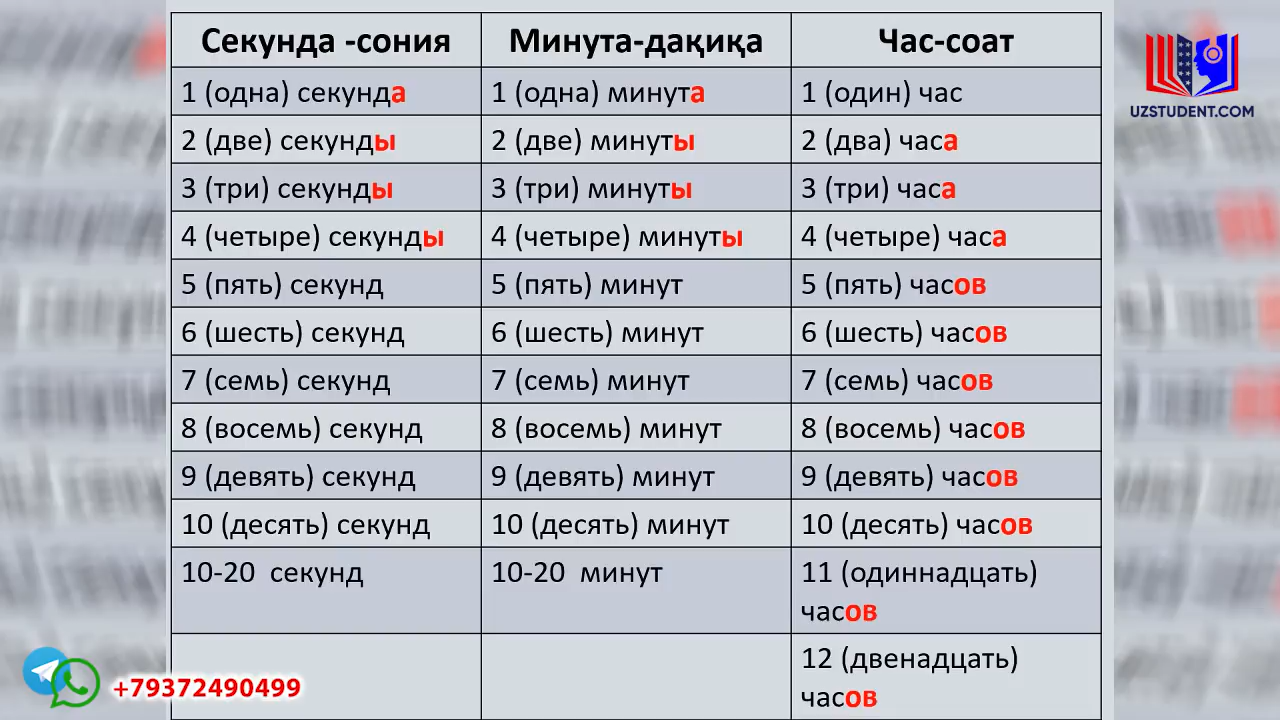 Секунда -сония
Минута-дақиқа
Час-соат
1 (одна) секунда
1 (одна) минута
1 (один) час
2 (две) секунды
2 (две) минуты
2 (два) часа
3 (три) секунды
3 (три) минуты
3 (три) часа
4 (четыре) секунды
4 (четыре) минуты
4 (четыре) часа
5 (пять) секунд
5 (пять) минут
5 (пять) часов
6 (шесть) секунд
6 (шесть) минут
6 (шесть) часов
7 (семь) секунд
7 (семь) минут
7 (семь) часов
8 (восемь) секунд
8 (восемь) минут
8 (восемь) часов
9 (девять) секунд
9 (девять) минут
9 (девять) часов
10 (десять) секунд
10 (десять) минут
10 (десять) часов
10-20 секунд
10-20 минут
11 (одиннадцать)
часов
12 (двенадцать)
часов
UZSTUDENT.COM
+79372490499